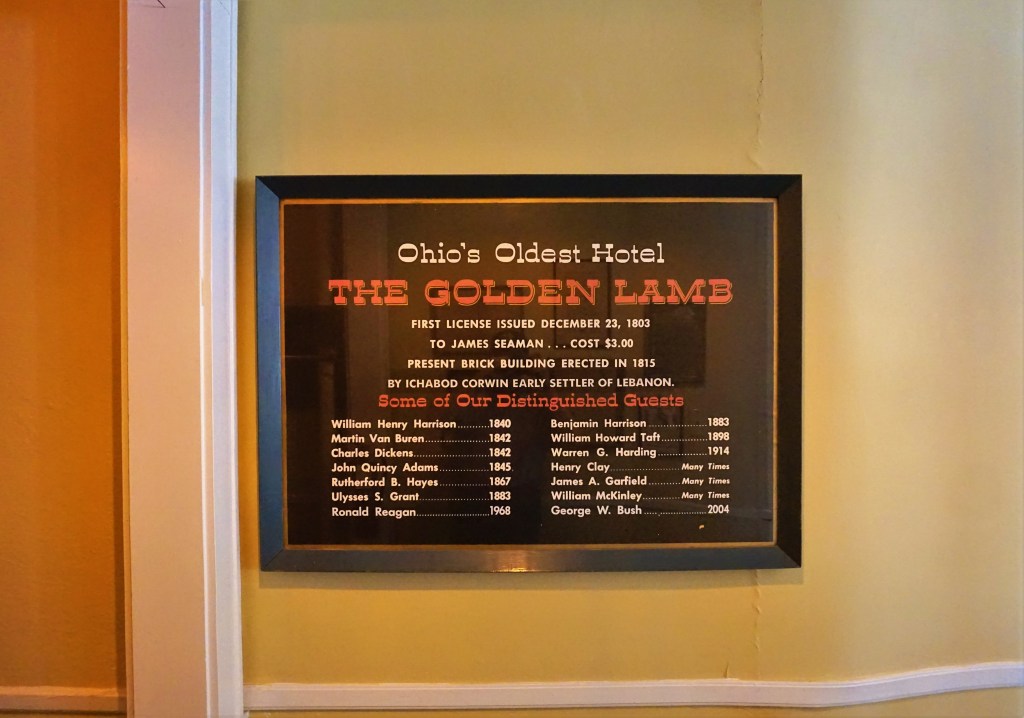 Ohio's Oldest Hotel
THE GOLDEN LAMB
FIRST LICENSE ISSUED DECEMBER 23, 1803
TO JAMES SEAMAN . . . COST $3.00
PRESENT BRICK BUILDING ERECTED IN 1815
BY ICHABOD CORWIN EARLY SETTLER OF LEBANON.
Some of Our Distinguished Guests
William Henry Harrison..........1840
Martin Van Buren....................1842
Charles Dickens.......................1842
John Quincy Adams................1845
Rutherford B. Hayes................1867
Ulysses S. Grant......................1883
Ronald Reagan........................1968
Benjamin Harrison..................1883
William Howard Taft..............1898
Warren G. Harding................1914
Henry Clay......................Many Times
James A. Garfield...........Many Times
William McKinley............Many Times
George W. Bush.....................2004